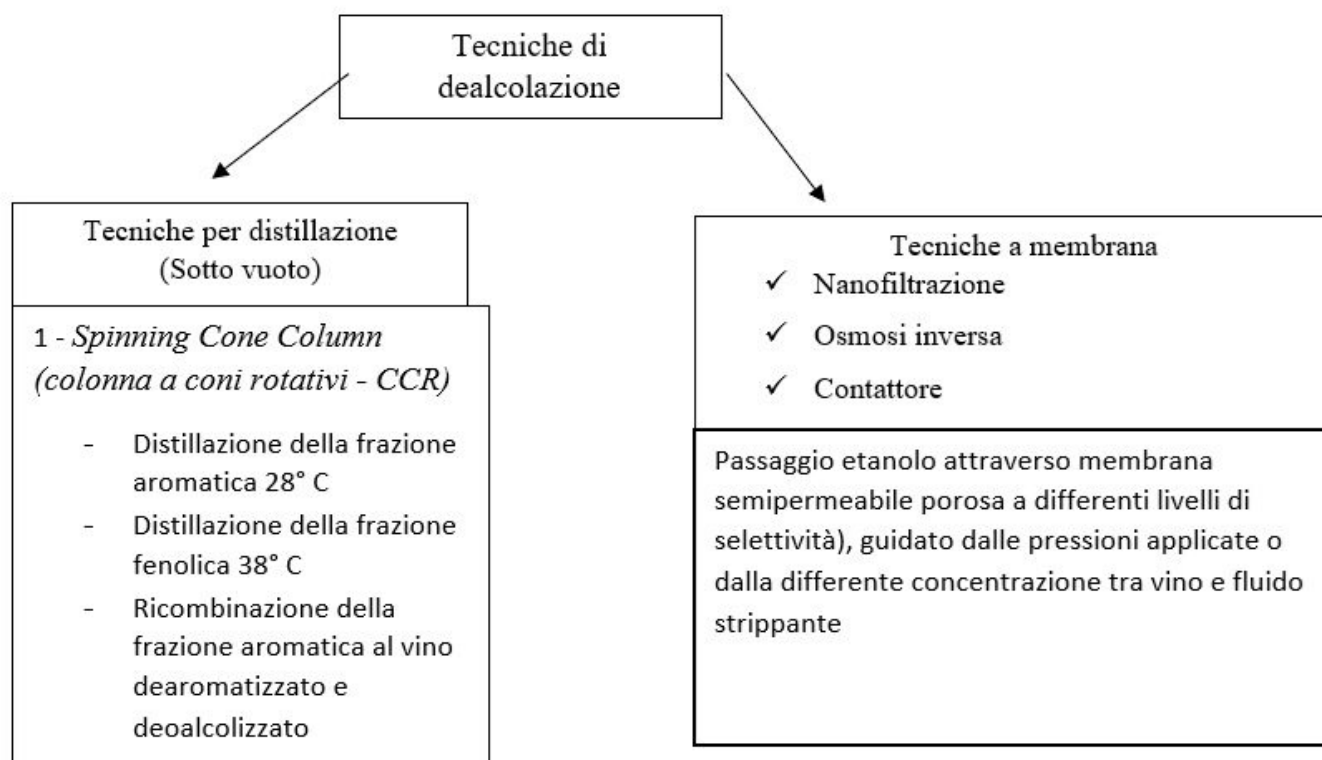 Tecniche di
dealcolazione
Tecniche per distillazione
(Sotto vuoto)
1 - Spinning Cone Column
(colonna a coni rotativi - CCR)
- Distillazione della frazione
aromatica 28° C
- Distillazione della frazione
fenolica 38° C
- Ricombinazione della
frazione aromatica al vino
dearomatizzato e
deoalcolizzato
Tecniche a membrana
✓ Nanofiltrazione
✓ Osmosi inversa
✓ Contattore
Passaggio etanolo attraverso membrana
semipermeabile porosa a differenti livelli di
selettività), guidato dalle pressioni applicate o
dalla differente concentrazione tra vino e fluido
strippante